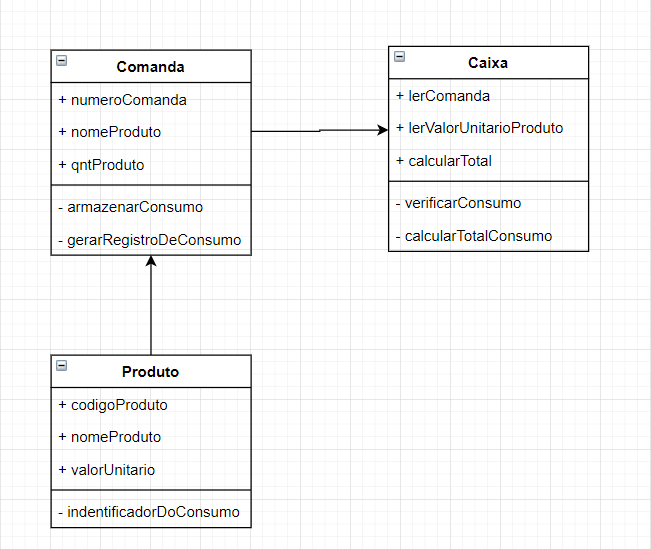 Comanda
+ numeroComanda
+ nomeProduto
+ qntProduto
- armazenarConsumo
- gerarRegistroDeConsumo
Caixa
+ lerComanda
+ lerValorUnitarioProduto
+ calcularTotal
- verificarConsumo
- calcularTotalConsumo
Produto
+ codigoProduto
+ nomeProduto
+ valorUnitario
- indentificadorDoConsumo